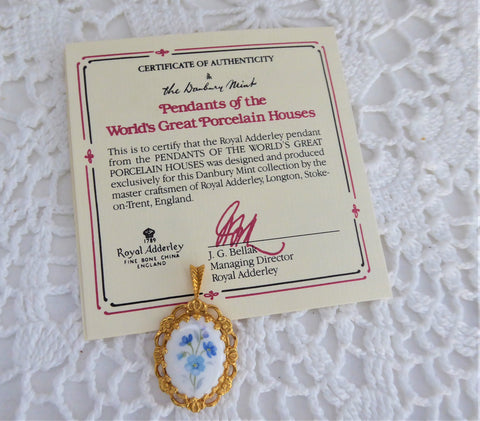 CERTIFICATE OF AUTHENTICITY
&
the Danbury Mint
Pendants of the
World's Great Porcelain Houses
This is to certify that the Royal Adderley pendant
from the PENDANTS OF THE WORLD'S GREAT
PORCELAIN HOUSES was designed and produced
exclusively for this Danbury Mint collection by the
master craftsmen of Royal Adderley, Longton, Stoke-
on-Trent, England.
1789
Royal Adderley
FINE BONE CHINA
ENGLAND
J. G. Bellak
Managing Director
Royal Adderley